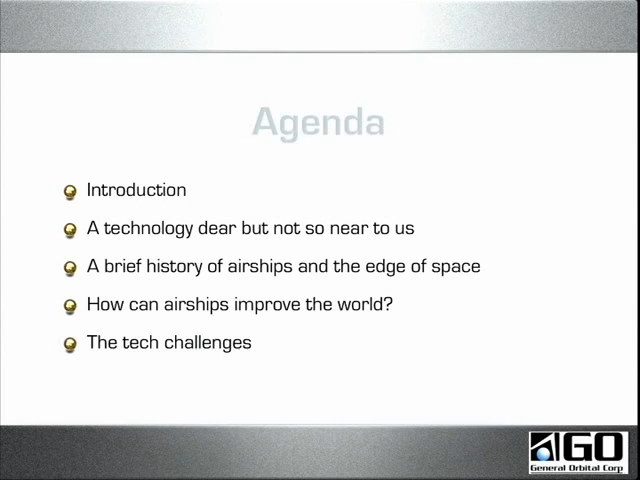 Agenda
Introduction
A technology dear but not so near to us
A brief history of airships and the edge of space
How can airships improve the world?
The tech challenges
GO
General Orbital Corp